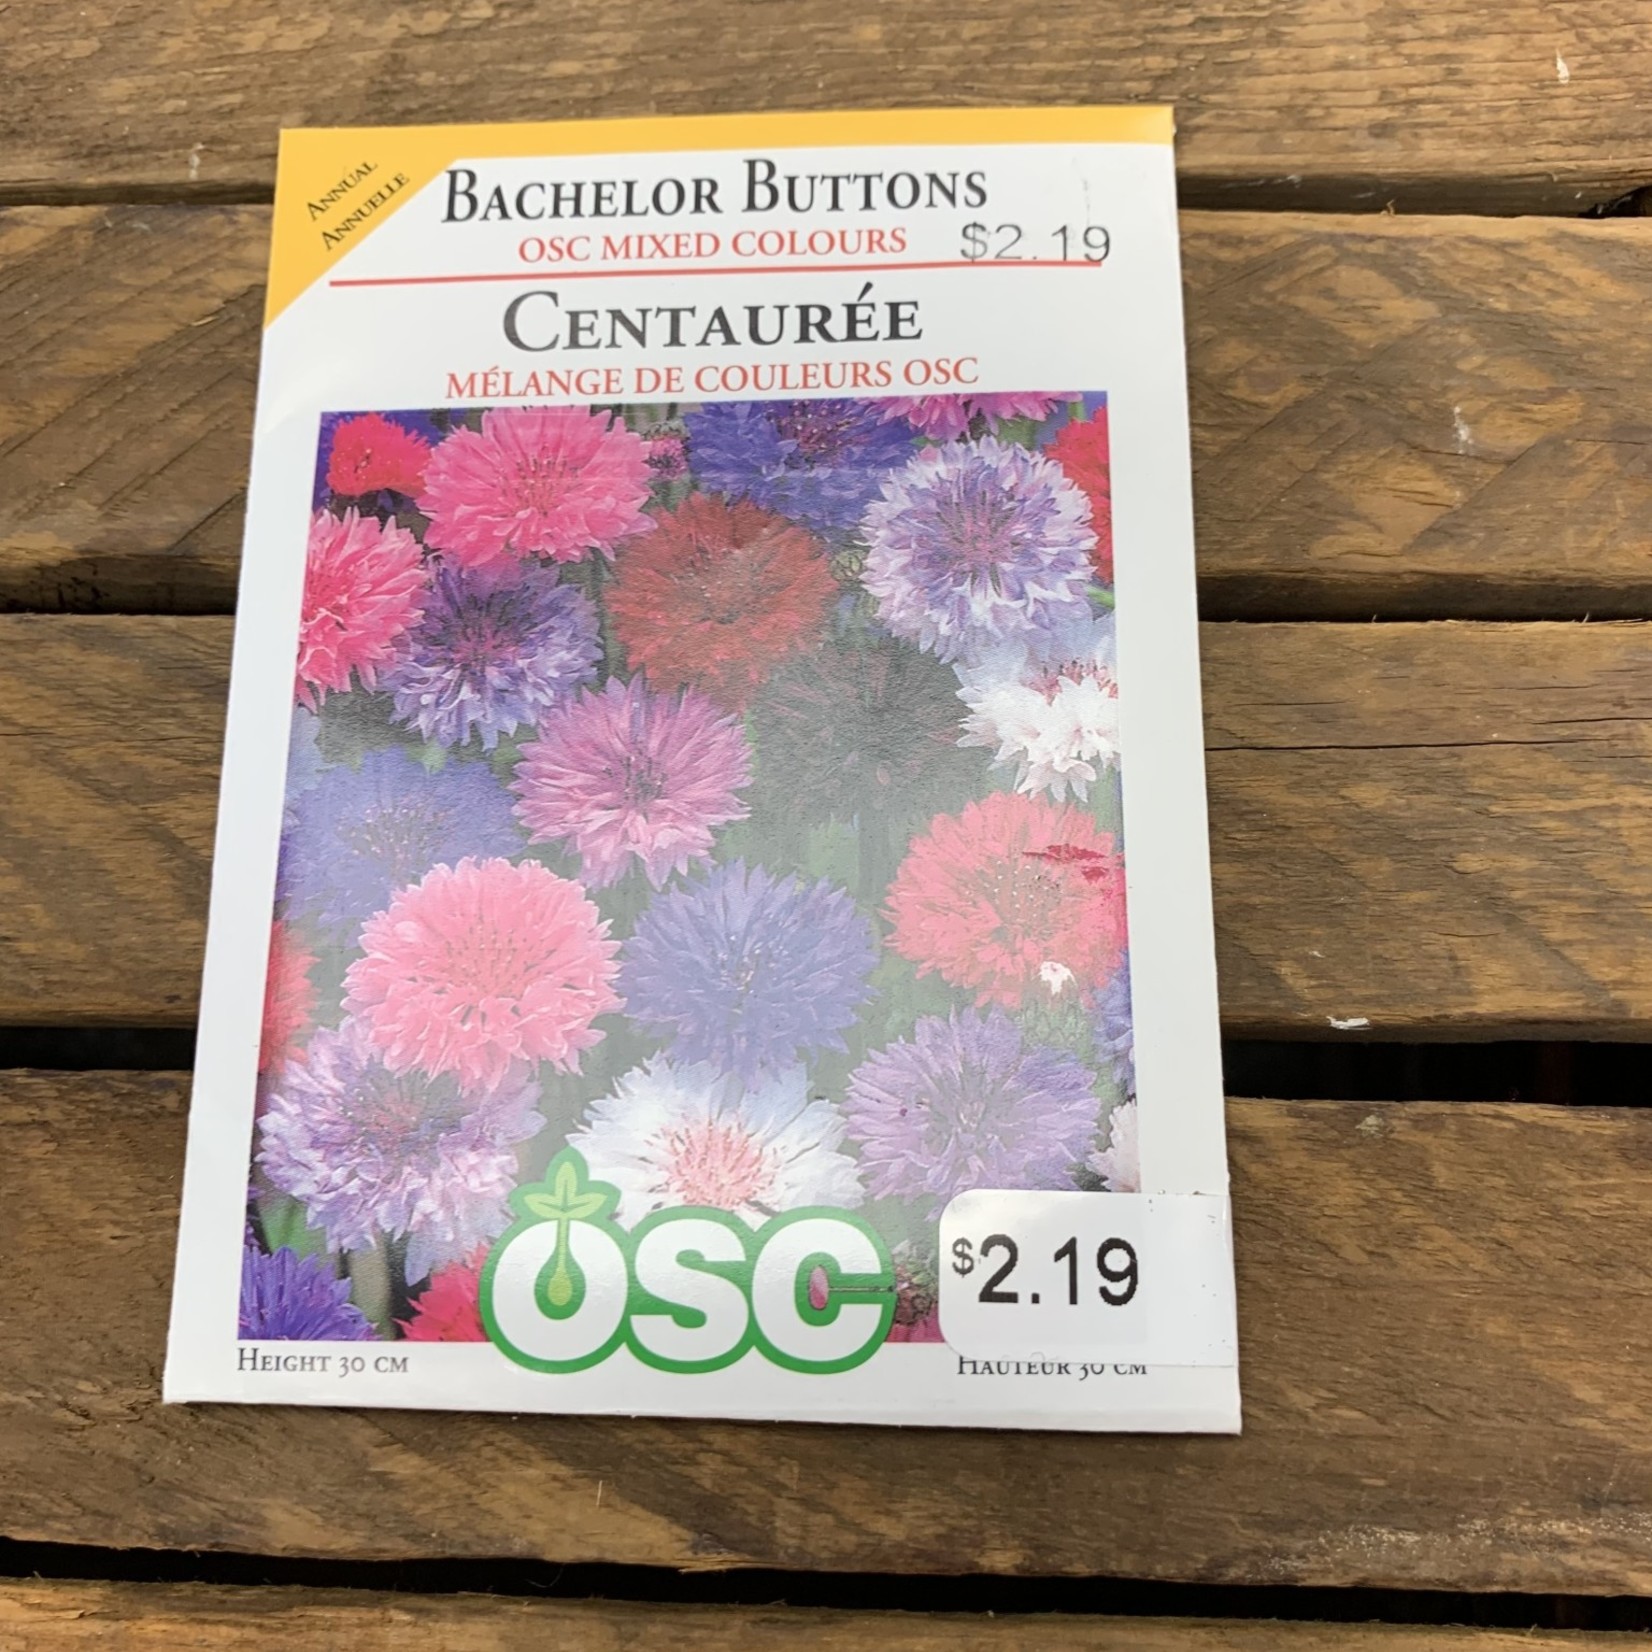 ANNUAL
ANNUELLE
BACHELOR BUTTONS
OSC MIXED COLOURS $2.19
CENTAURÉE
MÉLANGE DE COULEURS OSC
OSC
$2.19
HEIGHT 30 CM
HAUTEUR 30 CM